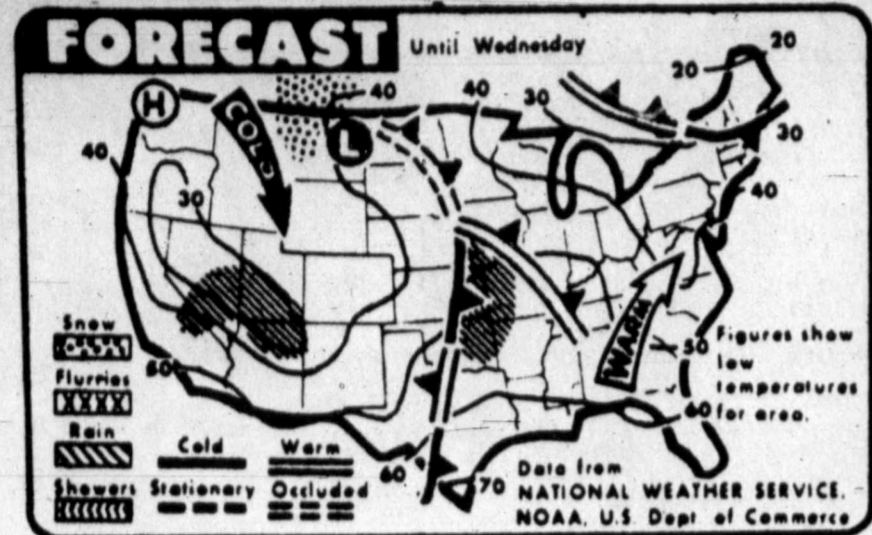 FORECAST
Until Wednesday
H
COLD
L
40
40
30
20
20
30
40
40
30
WARM
50
60
60
60
70
Snow
Flurries
Rain
Showers
Cold
Warm
Stationary
Occluded
Figures show
low
temperatures
for area.
Data from
NATIONAL WEATHER SERVICE,
NOAA, U.S. Dept of Commerce